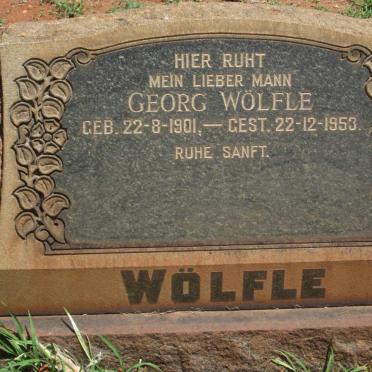 HIER RUHT
MEIN LIEBER MANN
GEORG WÖLFLE
GEB. 22-8-1901,— GEST. 22-12-1953.
RUHE SANFT.
WÖLFLE